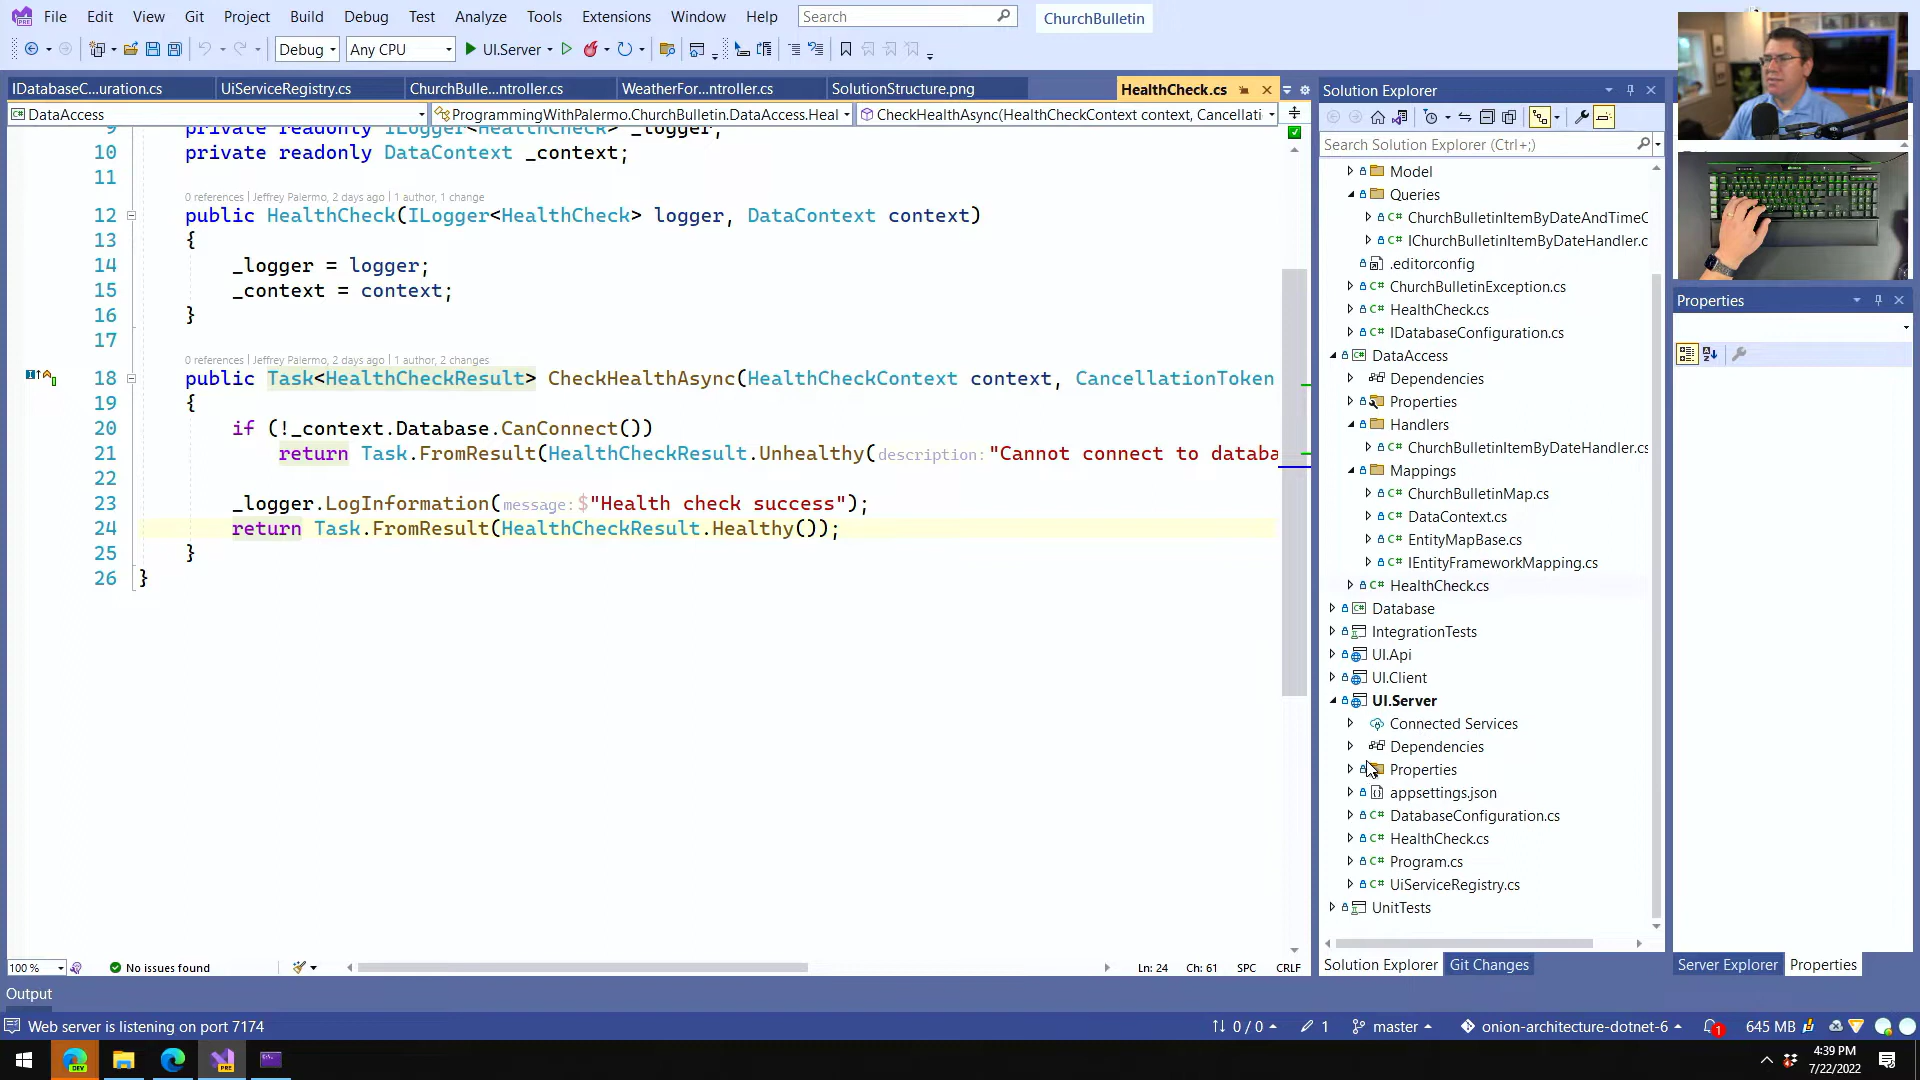 File Edit View Git Project Build Debug Test Analyze Tools Extensions Window Help Search ChurchBulletin
Debug Any CPU UI.Server
IDatabaseC...uration.cs UiServiceRegistry.cs ChurchBulle...ntroller.cs WeatherFor...ntroller.cs SolutionStructure.png HealthCheck.cs
DataAccess ProgrammingWithPalermo.ChurchBulletin.DataAccess.Heal CheckHealthAsync(HealthCheckContext context, Cancellati
9 private readonly ILogger<HealthCheck> _logger;
10 private readonly DataContext _context;
11
0 references | Jeffrey Palermo, 2 days ago | 1 author, 1 change
12 public HealthCheck(ILogger<HealthCheck> logger, DataContext context)
13 {
14 _logger = logger;
15 _context = context;
16 }
17
0 references | Jeffrey Palermo, 2 days ago | 1 author, 2 changes
18 public Task<HealthCheckResult> CheckHealthAsync(HealthCheckContext context, CancellationToken
19 {
20 if (!_context.Database.CanConnect())
21 return Task.FromResult(HealthCheckResult.Unhealthy(description:"Cannot connect to databa
22
23 _logger.LogInformation(message:$"Health check success");
24 return Task.FromResult(HealthCheckResult.Healthy());
25 }
26 }
100 % No issues found Ln: 24 Ch: 61 SPC CRLF
Solution Explorer
Search Solution Explorer (Ctrl+;)
Model
Queries
C# ChurchBulletinItemByDateAndTimeC
C# IChurchBulletinItemByDateHandler.c
.editorconfig
C# ChurchBulletinException.cs
C# HealthCheck.cs
C# IDatabaseConfiguration.cs
DataAccess
Dependencies
Properties
Handlers
C# ChurchBulletinItemByDateHandler.cs
Mappings
C# ChurchBulletinMap.cs
C# DataContext.cs
C# EntityMapBase.cs
C# IEntityFrameworkMapping.cs
C# HealthCheck.cs
Database
IntegrationTests
UI.Api
UI.Client
UI.Server
Connected Services
Dependencies
Properties
appsettings.json
C# DatabaseConfiguration.cs
C# HealthCheck.cs
C# Program.cs
C# UiServiceRegistry.cs
UnitTests
Solution Explorer Git Changes
Properties
Server Explorer Properties
Output
Web server is listening on port 7174 0 / 0 1 master onion-architecture-dotnet-6 1 645 MB
DEV PRE 4:39 PM
7/22/2022